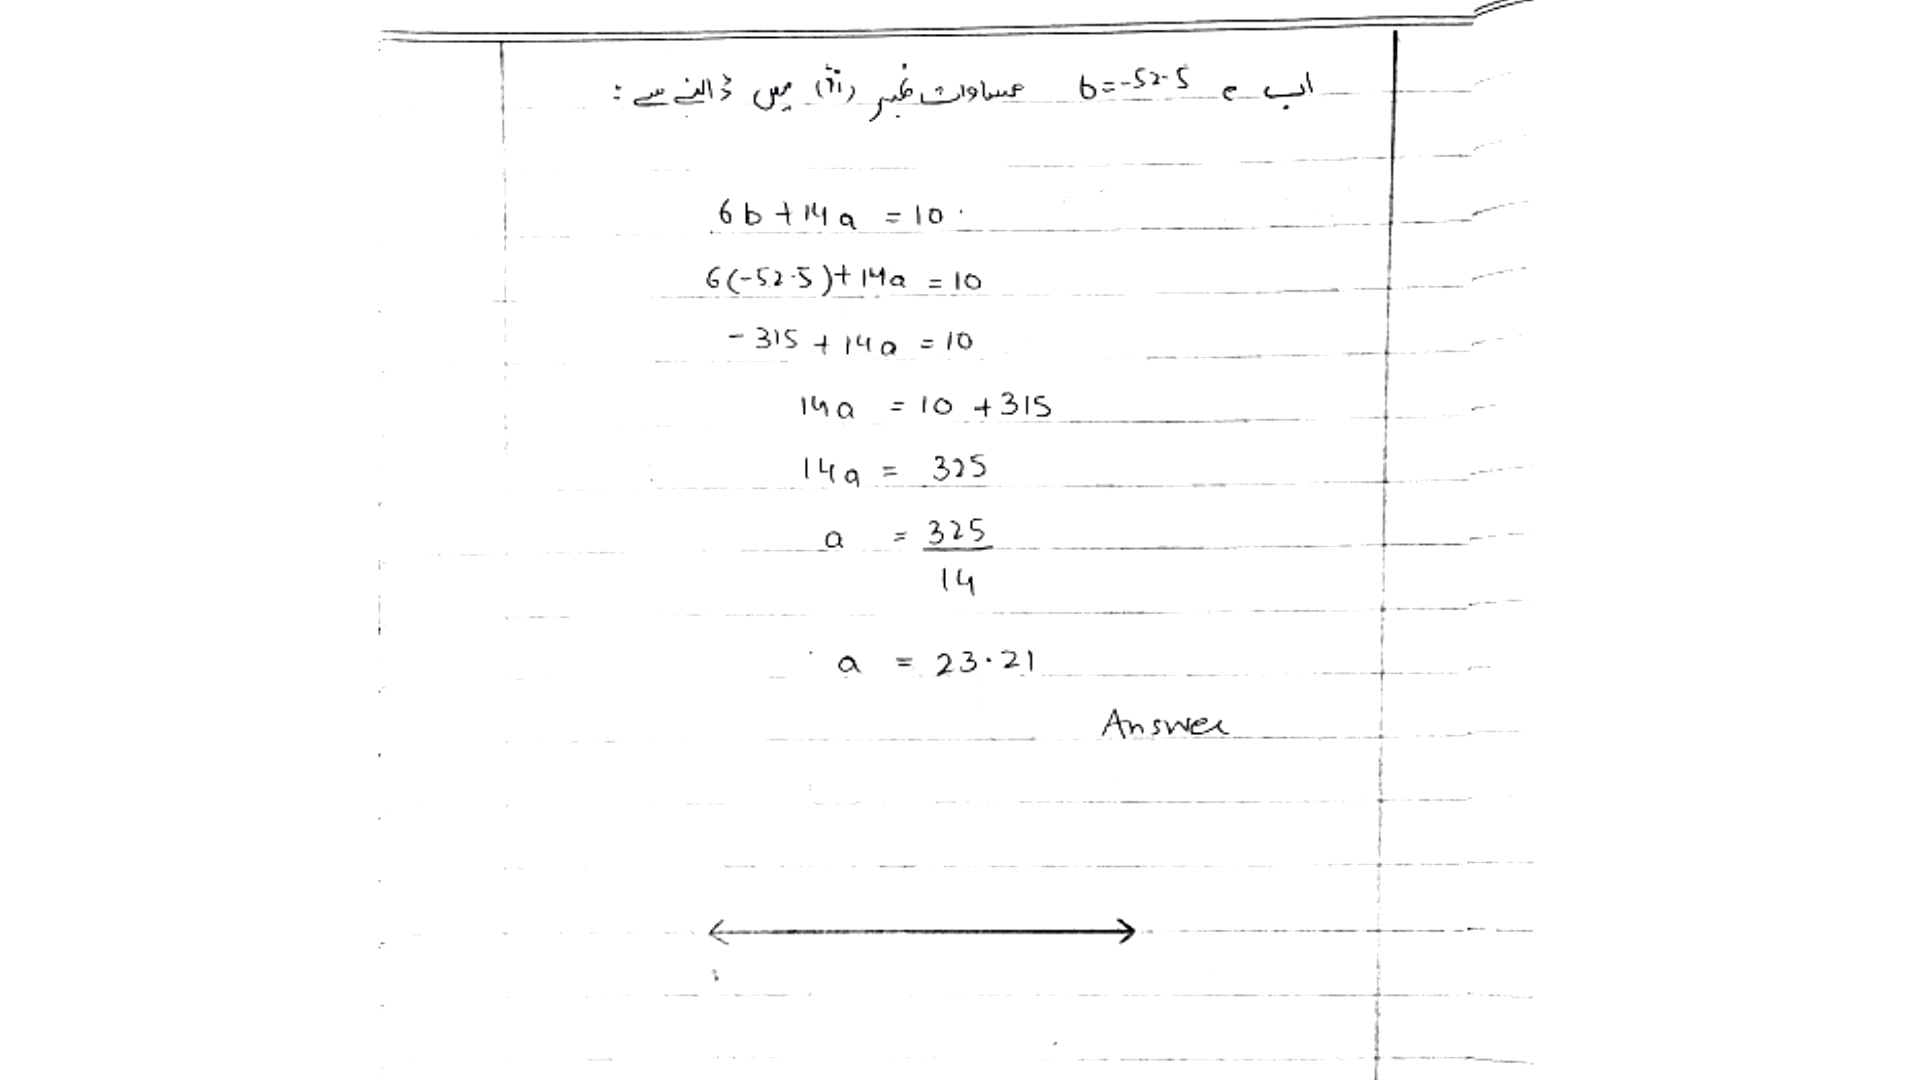 اب ، b=-52.5 مساوات نمبر (ii) میں ڈالنے سے :
6b + 14a = 10
6(-52.5) + 14a = 10
- 315 + 14a = 10
14a = 10 + 315
14a = 325
a = 325
14
a = 23.21
Answer